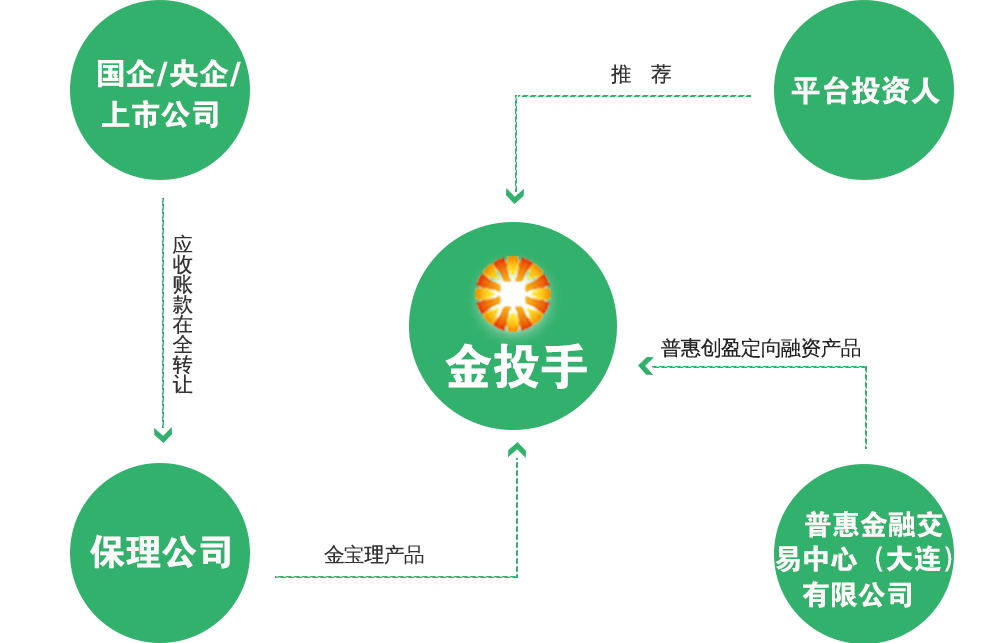 国企/央企/
上市公司
推 荐
平台投资人
应收账款在全转让
金投手
普惠创盈定向融资产品
保理公司
金宝理产品
普惠金融交
易中心（大连）
有限公司